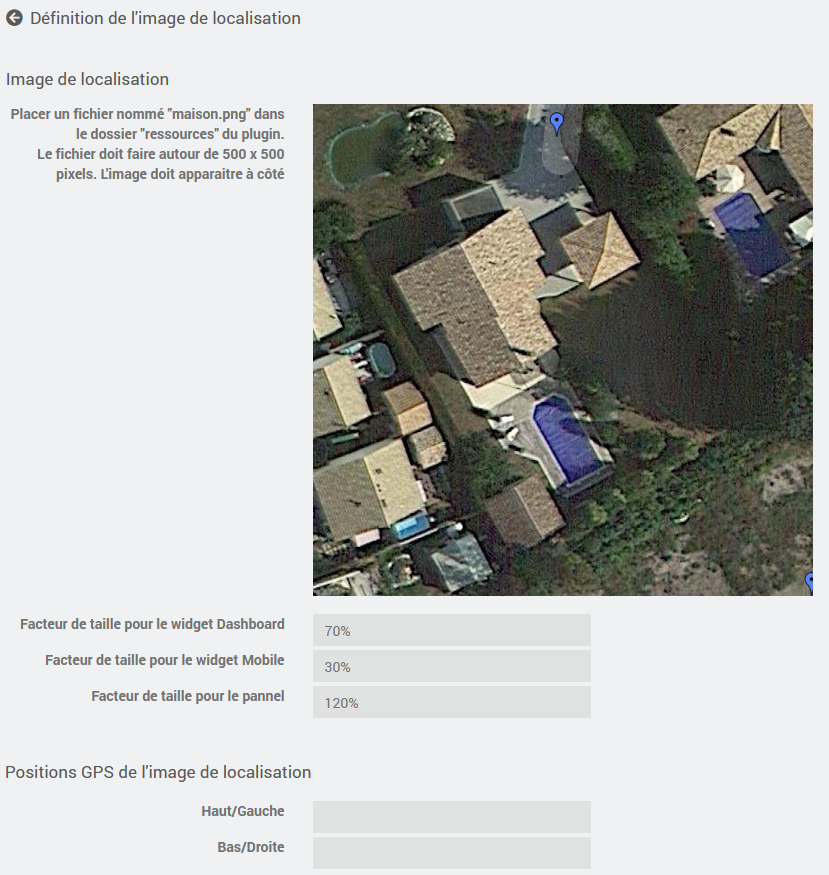 Définition de l'image de localisation
Image de localisation
Placer un fichier nommé "maison.png" dans
le dossier "ressources" du plugin.
Le fichier doit faire autour de 500 x 500
pixels. L'image doit apparaitre à côté
Facteur de taille pour le widget Dashboard
70%
Facteur de taille pour le widget Mobile
30%
Facteur de taille pour le pannel
120%
Positions GPS de l'image de localisation
Haut/Gauche
Bas/Droite